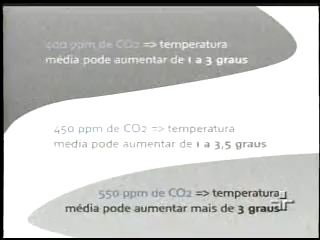 400 ppm de CO2 => temperatura
média pode aumentar de 1 a 3 graus
450 ppm de CO2 => temperatura
média pode aumentar de 1 a 3,5 graus
550 ppm de CO2 => temperatura
média pode aumentar mais de 3 graus